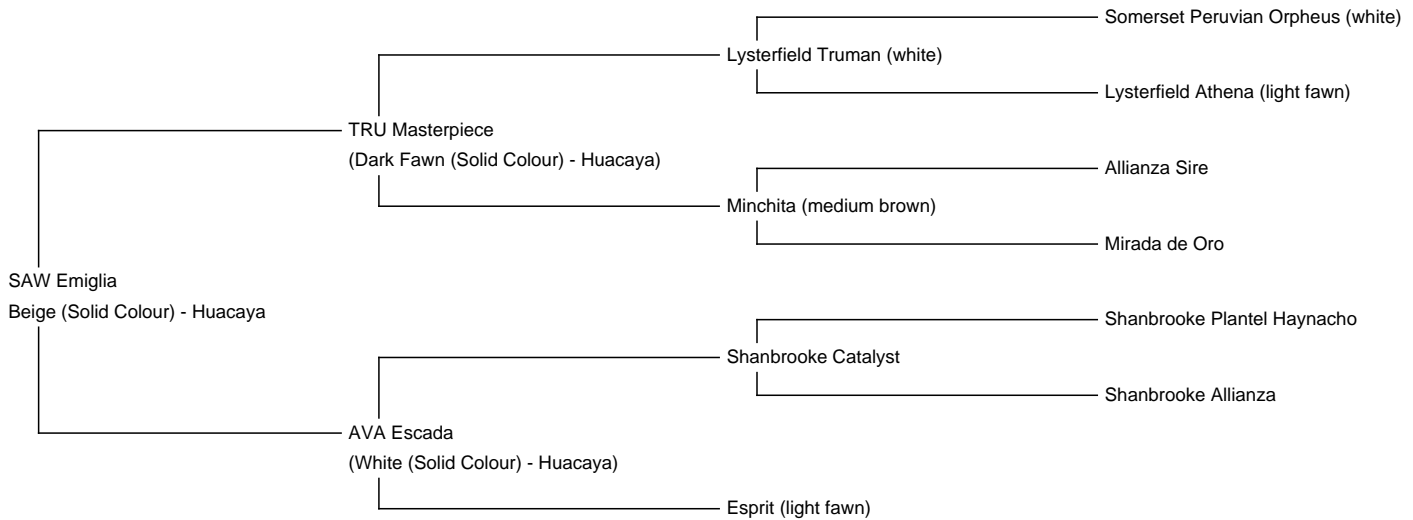 Somerset Peruvian Orpheus (white)
Lysterfield Truman (white)
Lysterfield Athena (light fawn)
TRU Masterpiece
(Dark Fawn (Solid Colour) - Huacaya)
Allianza Sire
Minchita (medium brown)
Mirada de Oro
SAW Emiglia
Beige (Solid Colour) - Huacaya
Shanbrooke Plantel Haynacho
Shanbrooke Catalyst
Shanbrooke Allianza
AVA Escada
(White (Solid Colour) - Huacaya)
Esprit (light fawn)